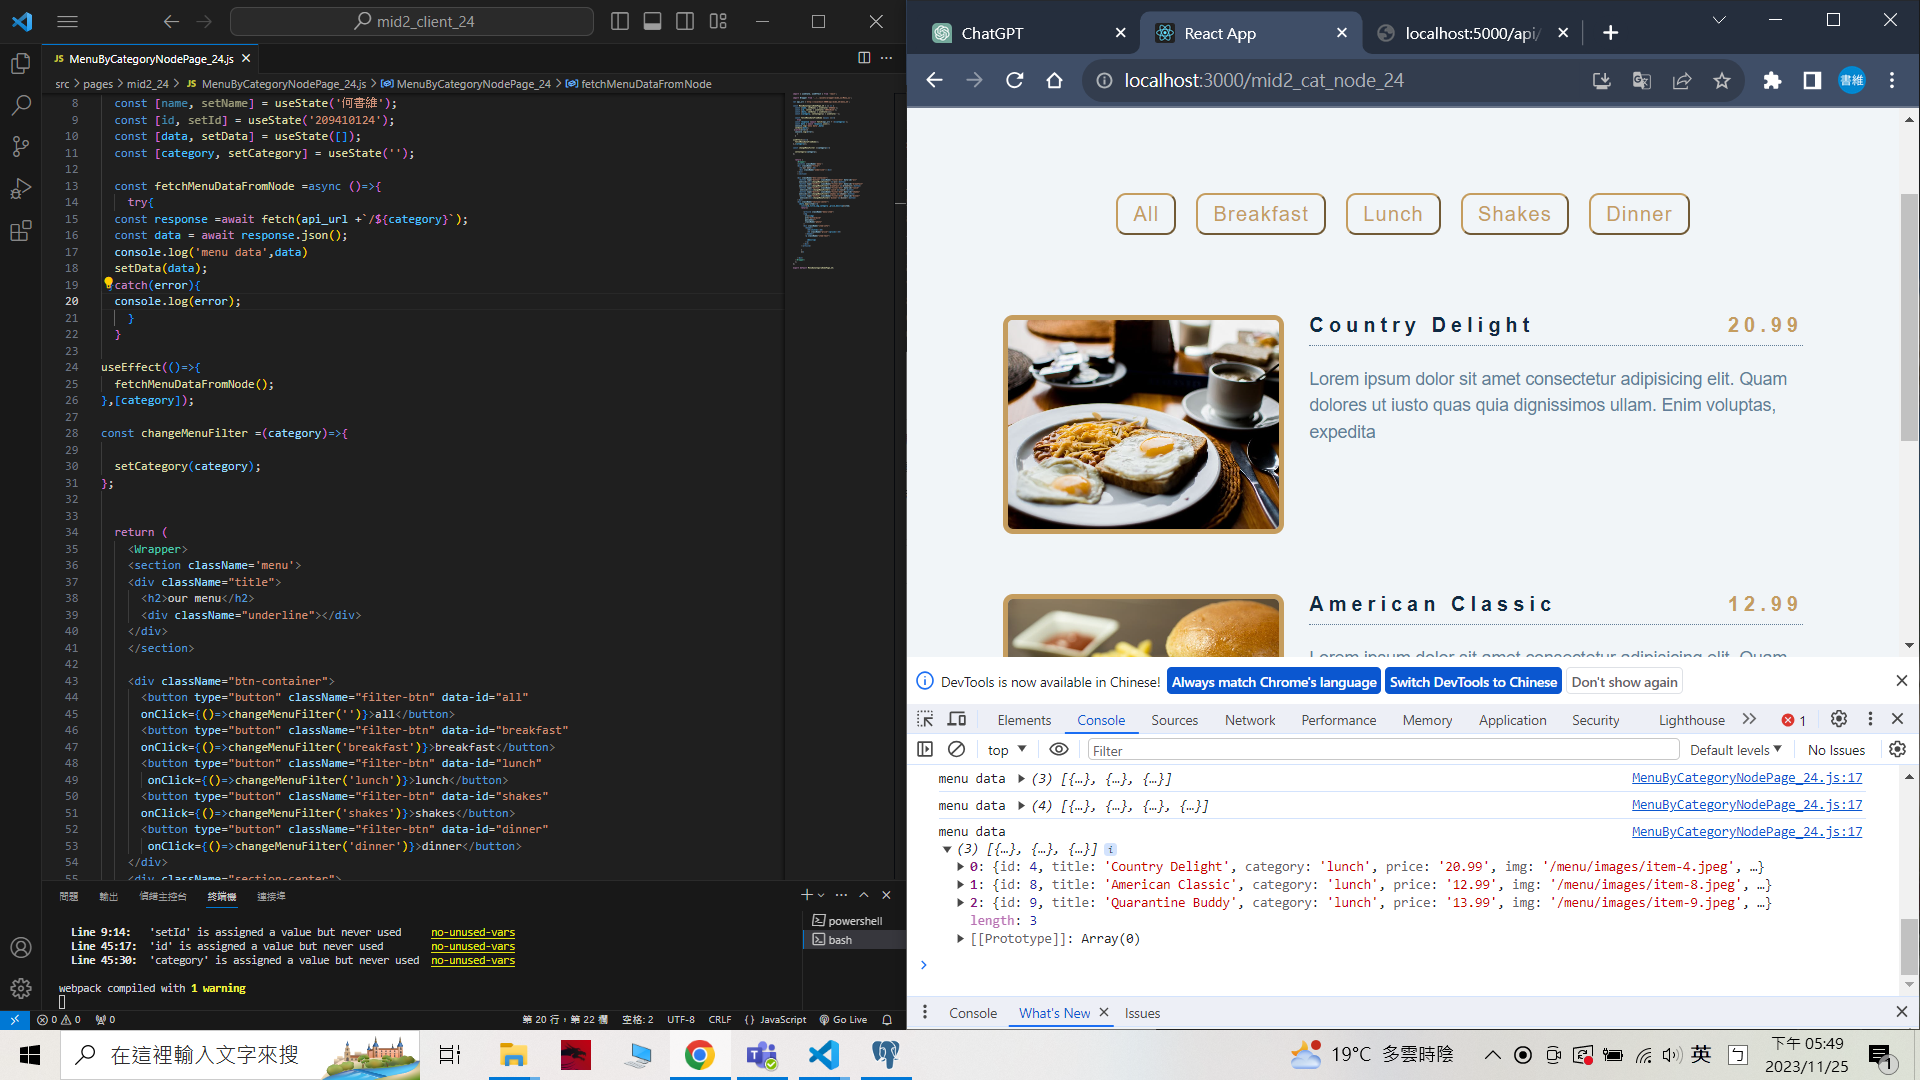 mid2_client_24
JS MenuByCategoryNodePage_24.js
src > pages > mid2_24 > JS MenuByCategoryNodePage_24.js > MenuByCategoryNodePage_24 > fetchMenuDataFromNode
8 const [name, setName] = useState('何書維');
9 const [id, setId] = useState('209410124');
10 const [data, setData] = useState([]);
11 const [category, setCategory] = useState('');
12
13 const fetchMenuDataFromNode =async ()=>{
14 try{
15 const response =await fetch(api_url +`/${category}`);
16 const data = await response.json();
17 console.log('menu data',data)
18 setData(data);
19 }catch(error){
20 console.log(error);
21 }
22 }
23
24 useEffect(()=>{
25 fetchMenuDataFromNode();
26 },[category]);
27
28 const changeMenuFilter =(category)=>{
29
30 setCategory(category);
31 };
32
33
34 return (
35 <Wrapper>
36 <section className='menu'>
37 <div className="title">
38 <h2>our menu</h2>
39 <div className="underline"></div>
40 </div>
41 </section>
42
43 <div className="btn-container">
44 <button type="button" className="filter-btn" data-id="all"
45 onClick={()=>changeMenuFilter('')}>all</button>
46 <button type="button" className="filter-btn" data-id="breakfast"
47 onClick={()=>changeMenuFilter('breakfast')}>breakfast</button>
48 <button type="button" className="filter-btn" data-id="lunch"
49 onClick={()=>changeMenuFilter('lunch')}>lunch</button>
50 <button type="button" className="filter-btn" data-id="shakes"
51 onClick={()=>changeMenuFilter('shakes')}>shakes</button>
52 <button type="button" className="filter-btn" data-id="dinner"
53 onClick={()=>changeMenuFilter('dinner')}>dinner</button>
54 </div>
55 <div className="section-center">
問題 輸出 偵錯主控台 終端機 連接埠
powershell
bash
Line 9:14: 'setId' is assigned a value but never used no-unused-vars
Line 45:17: 'id' is assigned a value but never used no-unused-vars
Line 45:30: 'category' is assigned a value but never used no-unused-vars
webpack compiled with 1 warning
0 0 0 第 20 行，第 22 欄 空格: 2 UTF-8 CRLF {} JavaScript Go Live
ChatGPT
React App
localhost:5000/api/
localhost:3000/mid2_cat_node_24
書維
All Breakfast Lunch Shakes Dinner
Country Delight 20.99
Lorem ipsum dolor sit amet consectetur adipisicing elit. Quam
dolores ut iusto quas quia dignissimos ullam. Enim voluptas,
expedita
American Classic 12.99
Lorem ipsum dolor sit amet consectetur adipisicing elit. Quam
DevTools is now available in Chinese! Always match Chrome's language Switch DevTools to Chinese Don't show again
Elements Console Sources Network Performance Memory Application Security Lighthouse 1
top Filter Default levels No Issues
menu data (3) [{…}, {…}, {…}] MenuByCategoryNodePage_24.js:17
menu data (4) [{…}, {…}, {…}, {…}] MenuByCategoryNodePage_24.js:17
menu data MenuByCategoryNodePage_24.js:17
(3) [{…}, {…}, {…}] i
0: {id: 4, title: 'Country Delight', category: 'lunch', price: '20.99', img: '/menu/images/item-4.jpeg', …}
1: {id: 8, title: 'American Classic', category: 'lunch', price: '12.99', img: '/menu/images/item-8.jpeg', …}
2: {id: 9, title: 'Quarantine Buddy', category: 'lunch', price: '13.99', img: '/menu/images/item-9.jpeg', …}
length: 3
[[Prototype]]: Array(0)
Console What's New Issues
在這裡輸入文字來搜
19°C 多雲時陰
英
下午 05:49
2023/11/25
1